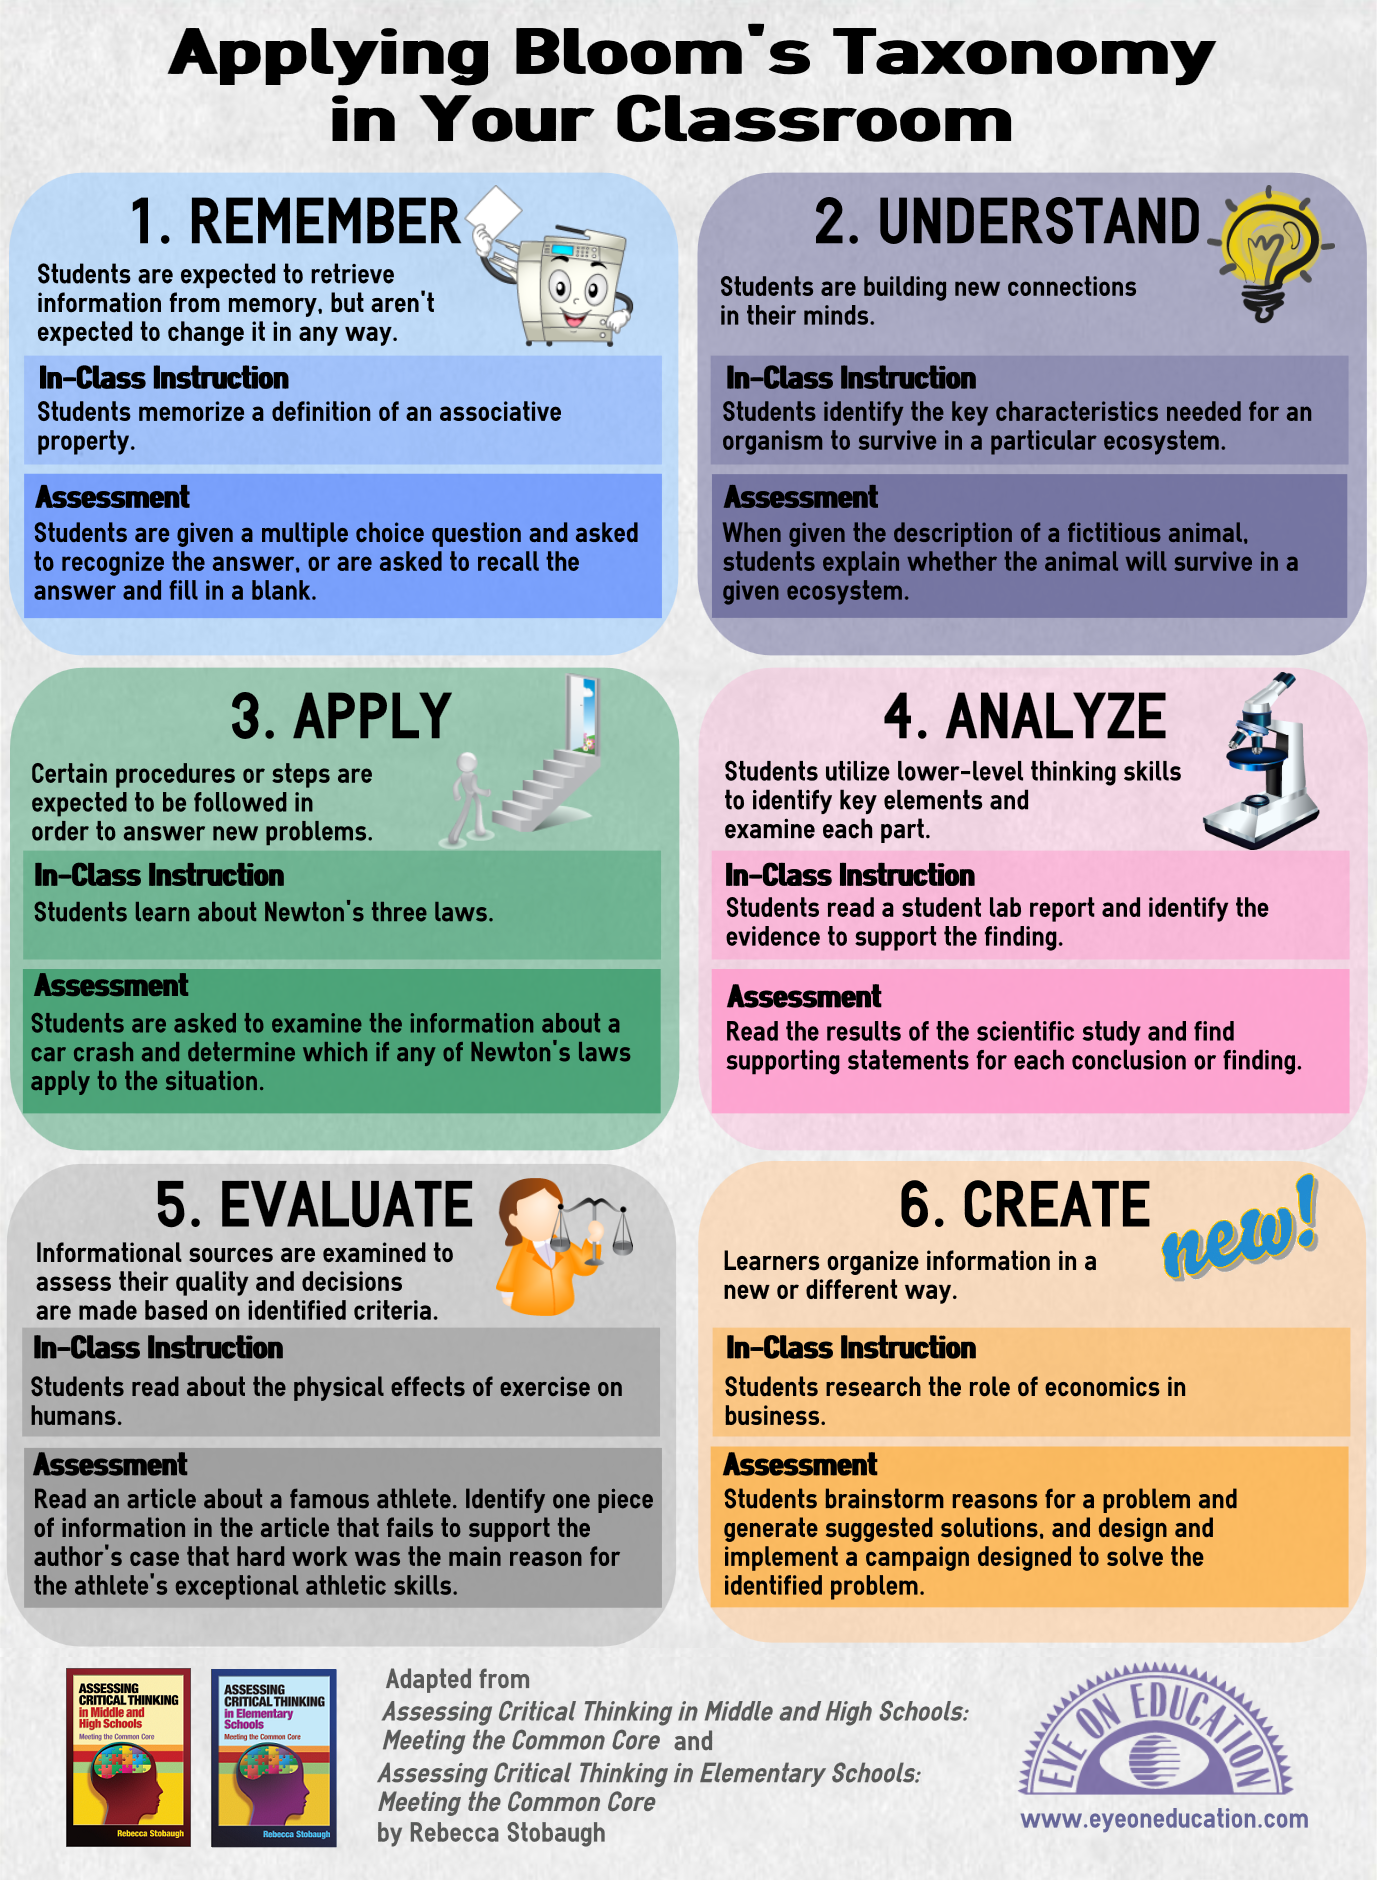 Applying Bloom's Taxonomy
in Your Classroom
1. REMEMBER
Students are expected to retrieve
information from memory, but aren't
expected to change it in any way.
In-Class Instruction
Students memorize a definition of an associative
property.
Assessment
Students are given a multiple choice question and asked
to recognize the answer, or are asked to recall the
answer and fill in a blank.
2. UNDERSTAND
Students are building new connections
in their minds.
In-Class Instruction
Students identify the key characteristics needed for an
organism to survive in a particular ecosystem.
Assessment
When given the description of a fictitious animal,
students explain whether the animal will survive in a
given ecosystem.
3. APPLY
Certain procedures or steps are
expected to be followed in
order to answer new problems.
In-Class Instruction
Students learn about Newton's three laws.
Assessment
Students are asked to examine the information about a
car crash and determine which if any of Newton's laws
apply to the situation.
4. ANALYZE
Students utilize lower-level thinking skills
to identify key elements and
examine each part.
In-Class Instruction
Students read a student lab report and identify the
evidence to support the finding.
Assessment
Read the results of the scientific study and find
supporting statements for each conclusion or finding.
5. EVALUATE
Informational sources are examined to
assess their quality and decisions
are made based on identified criteria.
In-Class Instruction
Students read about the physical effects of exercise on
humans.
Assessment
Read an article about a famous athlete. Identify one piece
of information in the article that fails to support the
author's case that hard work was the main reason for
the athlete's exceptional athletic skills.
6. CREATE
new!
Learners organize information in a
new or different way.
In-Class Instruction
Students research the role of economics in
business.
Assessment
Students brainstorm reasons for a problem and
generate suggested solutions, and design and
implement a campaign designed to solve the
identified problem.
ASSESSING
CRITICAL THINKING
in Middle and
High Schools
Meeting the Common Core
Rebecca Stobaugh
ASSESSING
CRITICAL THINKING
in Elementary
Schools
Meeting the Common Core
Rebecca Stobaugh
Adapted from
Assessing Critical Thinking in Middle and High Schools:
Meeting the Common Core and
Assessing Critical Thinking in Elementary Schools:
Meeting the Common Core
by Rebecca Stobaugh
EYE ON EDUCATION
www.eyeoneducation.com